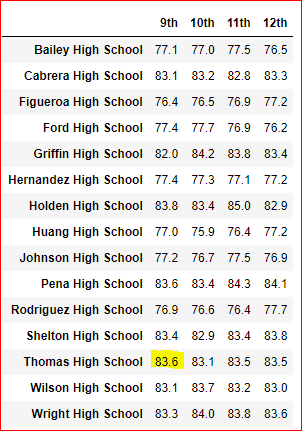 9th 10th 11th 12th
Bailey High School 77.1 77.0 77.5 76.5
Cabrera High School 83.1 83.2 82.8 83.3
Figueroa High School 76.4 76.5 76.9 77.2
Ford High School 77.4 77.7 76.9 76.2
Griffin High School 82.0 84.2 83.8 83.4
Hernandez High School 77.4 77.3 77.1 77.2
Holden High School 83.8 83.4 85.0 82.9
Huang High School 77.0 75.9 76.4 77.2
Johnson High School 77.2 76.7 77.5 76.9
Pena High School 83.6 83.4 84.3 84.1
Rodriguez High School 76.9 76.6 76.4 77.7
Shelton High School 83.4 82.9 83.4 83.8
Thomas High School 83.6 83.1 83.5 83.5
Wilson High School 83.1 83.7 83.2 83.0
Wright High School 83.3 84.0 83.8 83.6